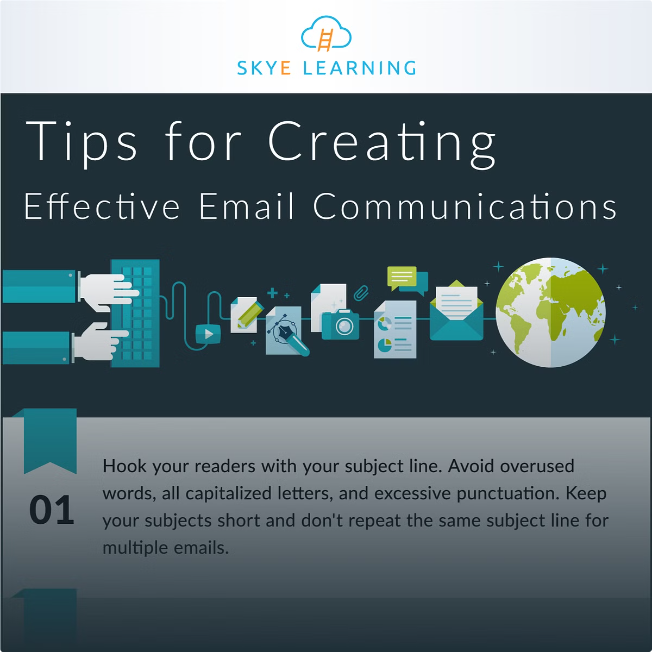 SKYE LEARNING
Tips for Creating
Effective Email Communications
01
Hook your readers with your subject line. Avoid overused
words, all capitalized letters, and excessive punctuation. Keep
your subjects short and don't repeat the same subject line for
multiple emails.